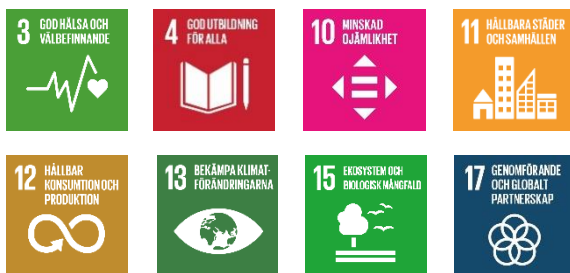 3 GOD HÄLSA OCH
VÄLBEFINNANDE
4 GOD UTBILDNING
FÖR ALLA
10 MINSKAD
OJÄMLIKHET
11 HÅLLBARA STÄDER
OCH SAMHÄLLEN
12 HÅLLBAR
KONSUMTION OCH
PRODUKTION
13 BEKÄMPA KLIMAT-
FÖRÄNDRINGARNA
15 EKOSYSTEM OCH
BIOLOGISK MÅNGFALD
17 GENOMFÖRANDE
OCH GLOBALT
PARTNERSKAP